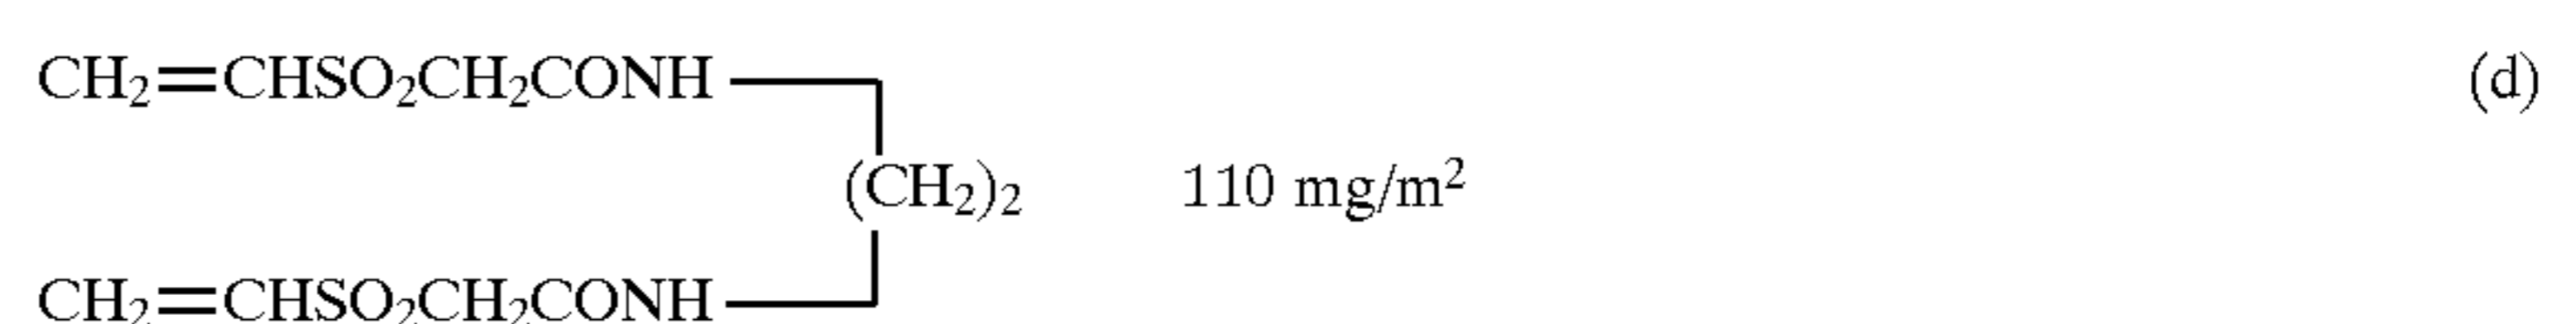 CH₂=CHSO₂CH₂CONH (d)
(CH₂)₂ 110 mg/m²
CH₂=CHSO₂CH₂CONH